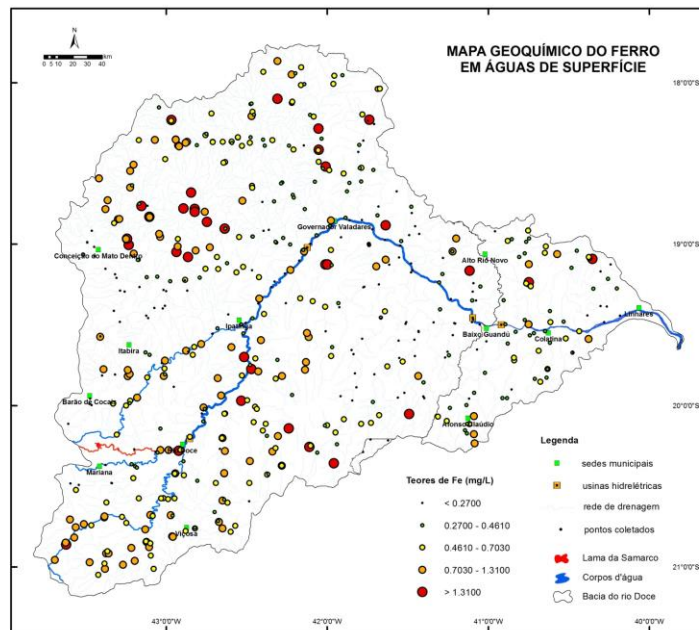 MAPA GEOQUÍMICO DO FERRO
EM ÁGUAS DE SUPERFÍCIE
N
0 5 10 20 30 40
km
18°0'0"S
19°0'0"S
20°0'0"S
21°0'0"S
Governador Valadares
Conceição do Mato Dentro
Alto Rio Novo
Linhares
Ipatinga
Baixo Guandú
Colatina
Itabira
Barão de Cocais
Afonso Cláudio
Doce
Mariana
Viçosa
Teores de Fe (mg/L)
< 0.2700
0.2700 - 0.4610
0.4610 - 0.7030
0.7030 - 1.3100
> 1.3100
Legenda
sedes municipais
usinas hidrelétricas
rede de drenagem
pontos coletados
Lama da Samarco
Corpos d'água
Bacia do rio Doce
43°0'0"W
42°0'0"W
41°0'0"W
40°0'0"W